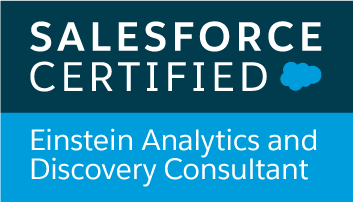 SALESFORCE
CERTIFIED
Einstein Analytics and
Discovery Consultant